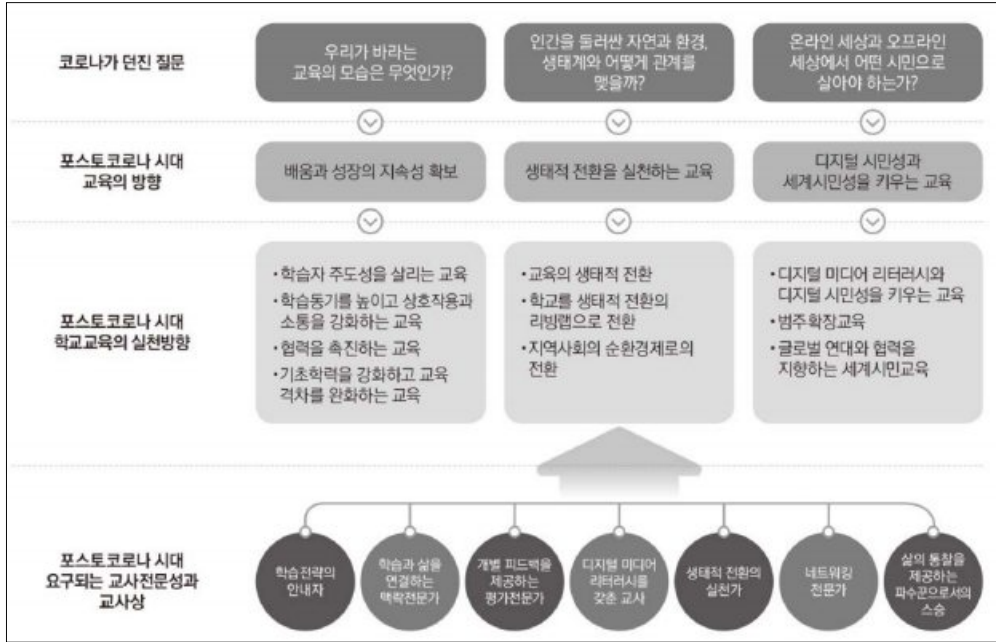 코로나가 던진 질문
우리가 바라는
교육의 모습은 무엇인가?
인간을 둘러싼 자연과 환경,
생태계와 어떻게 관계를
맺을까?
온라인 세상과 오프라인
세상에서 어떤 시민으로
살아야 하는가?
포스트코로나 시대
교육의 방향
배움과 성장의 지속성 확보
생태적 전환을 실천하는 교육
디지털 시민성과
세계시민성을 키우는 교육
포스트코로나 시대
학교교육의 실천방향
• 학습자 주도성을 살리는 교육
• 학습동기를 높이고 상호작용과
소통을 강화하는 교육
• 협력을 촉진하는 교육
• 기초학력을 강화하고 교육
격차를 완화하는 교육
• 교육의 생태적 전환
• 학교를 생태적 전환의
리빙랩으로 전환
• 지역사회의 순환경제로의
전환
• 디지털 미디어 리터러시와
디지털 시민성을 키우는 교육
• 범주확장교육
• 글로벌 연대와 협력을
지향하는 세계시민교육
포스트코로나 시대
요구되는 교사전문성과
교사상
학습전략의
안내자
학습과 삶을
연결하는
맥락전문가
개별 피드백을
제공하는
평가전문가
디지털 미디어
리터러시를
갖춘 교사
생태적 전환의
실천가
네트워킹
전문가
삶의 통찰을
제공하는
파수꾼으로서의
스승